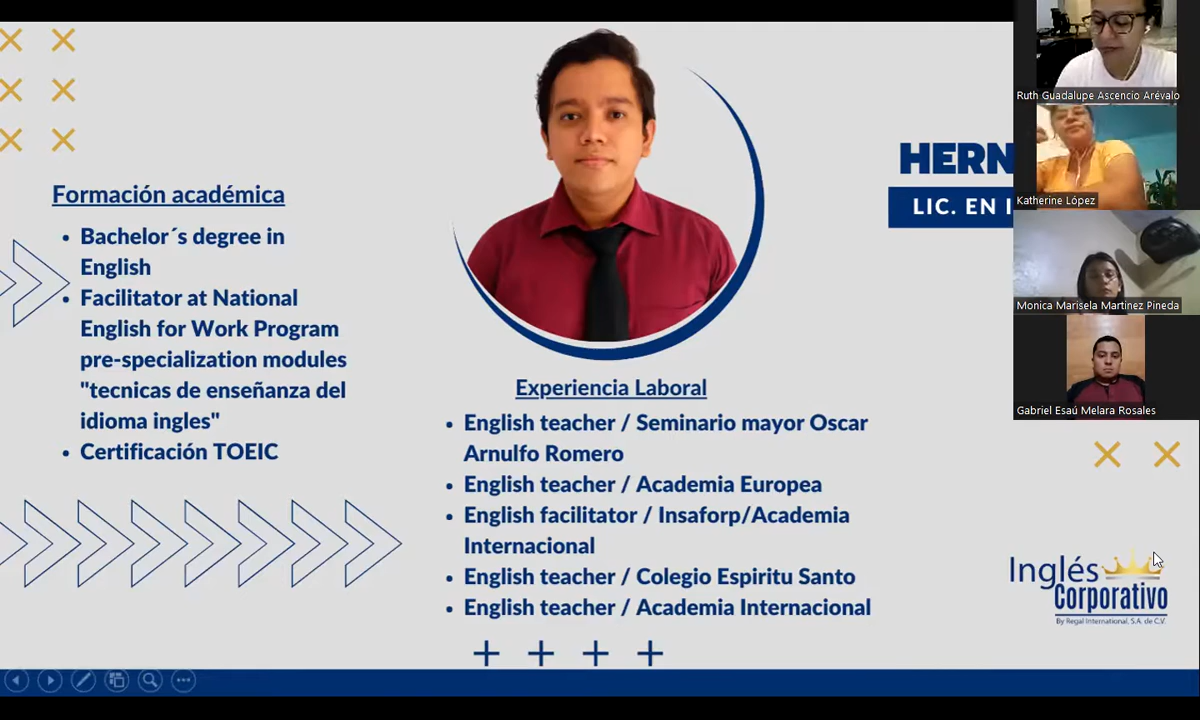 Formación académica
• Bachelor´s degree in
English
• Facilitator at National
English for Work Program
pre-specialization modules
"tecnicas de enseñanza del
idioma ingles"
• Certificación TOEIC
HERN
LIC. EN I
Experiencia Laboral
• English teacher / Seminario mayor Oscar
Arnulfo Romero
• English teacher / Academia Europea
• English facilitator / Insaforp/Academia
Internacional
• English teacher / Colegio Espiritu Santo
• English teacher / Academia Internacional
Ruth Guadalupe Ascencio Arévalo
Katherine López
Monica Marisela Martinez Pineda
Gabriel Esaú Melara Rosales
Inglés
Corporativo
By Regal International, S.A. de C.V.